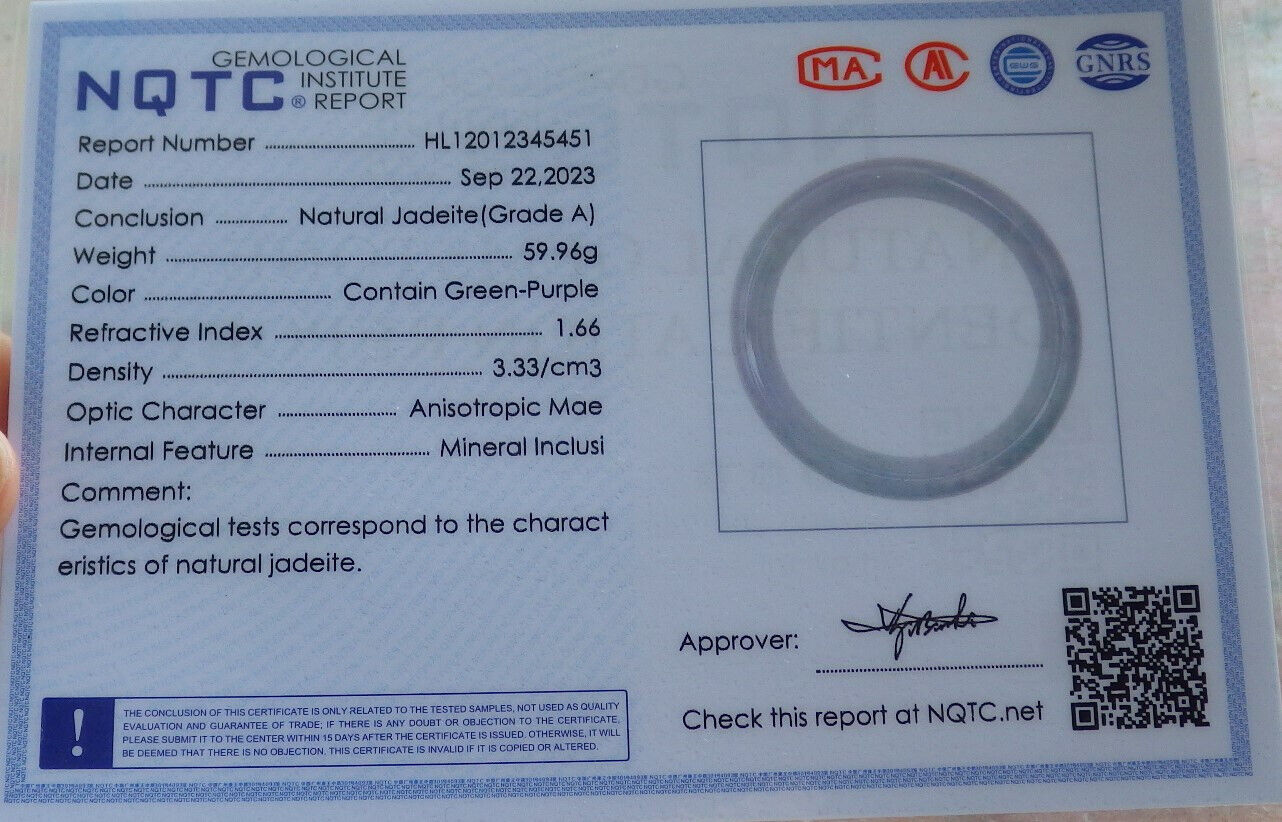 GEMOLOGICAL
NQTC® INSTITUTE
REPORT
MA
GNRS
Report Number ........ HL12012345451
Date ........ Sep 22,2023
Conclusion ........ Natural Jadeite(Grade A)
Weight ........ 59.96g
Color ........ Contain Green-Purple
Refractive Index ........ 1.66
Density ........ 3.33/cm3
Optic Character ........ Anisotropic Mae
Internal Feature ........ Mineral Inclusi
Comment:
Gemological tests correspond to the charact
eristics of natural jadeite.
Approver:
Check this report at NQTC.net
!
THE CONCLUSION OF THIS CERTIFICATE IS ONLY RELATED TO THE TESTED SAMPLES, NOT USED AS QUALITY
EVALUATION AND GUARANTEE OF TRADE; IF THERE IS ANY DOUBT OR OBJECTION TO THE CERTIFICATE,
PLEASE SUBMIT IT TO THE CENTER WITHIN 15 DAYS AFTER THE CERTIFICATE IS ISSUED. OTHERWISE, IT WILL
BE DEEMED THAT THERE IS NO OBJECTION. THIS CERTIFICATE IS INVALID IF IT IS COPIED OR ALTERED.